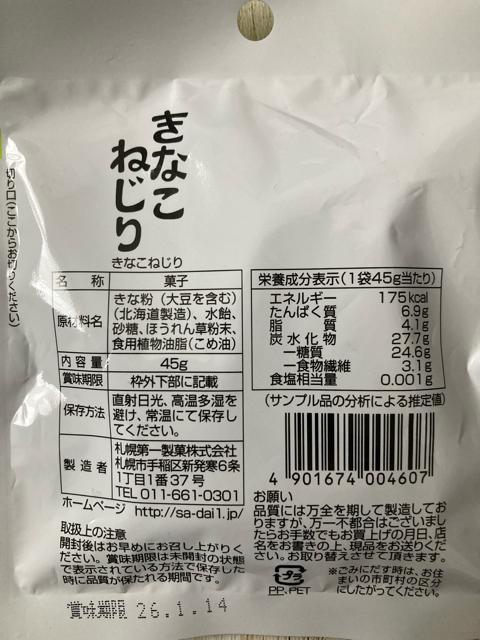 きなこ
ねじり
切り口(ここからお切りください)
きなこねじり
名称 菓子
原材料名 きな粉（大豆を含む）
（北海道製造）、水飴、
砂糖、ほうれん草粉末、
食用植物油脂（こめ油）
内容量 45g
賞味期限 枠外下部に記載
保存方法 直射日光、高温多湿を
避け、常温にて保存し
てください。
製造者 札幌第一製菓株式会社
札幌市手稲区新発寒6条
1丁目1番37号
TEL 011-661-0301
ホームページ http://sa-dai1.jp/
取扱上の注意
開封後はお早めにお召し上がりく
ださい。賞味期限は未開封の状態
で表示されている方法で保存した時
に品質が保たれる期間です。
賞味期限 26.1.14
栄養成分表示(1袋45g当たり)
エネルギー 175kcal
たんぱく質 6.9g
脂質 4.1g
炭水化物 27.7g
－糖質 24.6g
－食物繊維 3.1g
食塩相当量 0.001g
(サンプル品の分析による推定値)
4 901674 004607
お願い
品質には万全を期して製造してお
りますが、万一不都合はございまし
たらお手数でもお買上げの月日、店
名をお書きの上、現品をお送りくだ
さい。お取り替えさせて頂きます。
プラ
PP,PET
※ごみにだす時は、お住
まいの市町村の区分
にしたがってください。